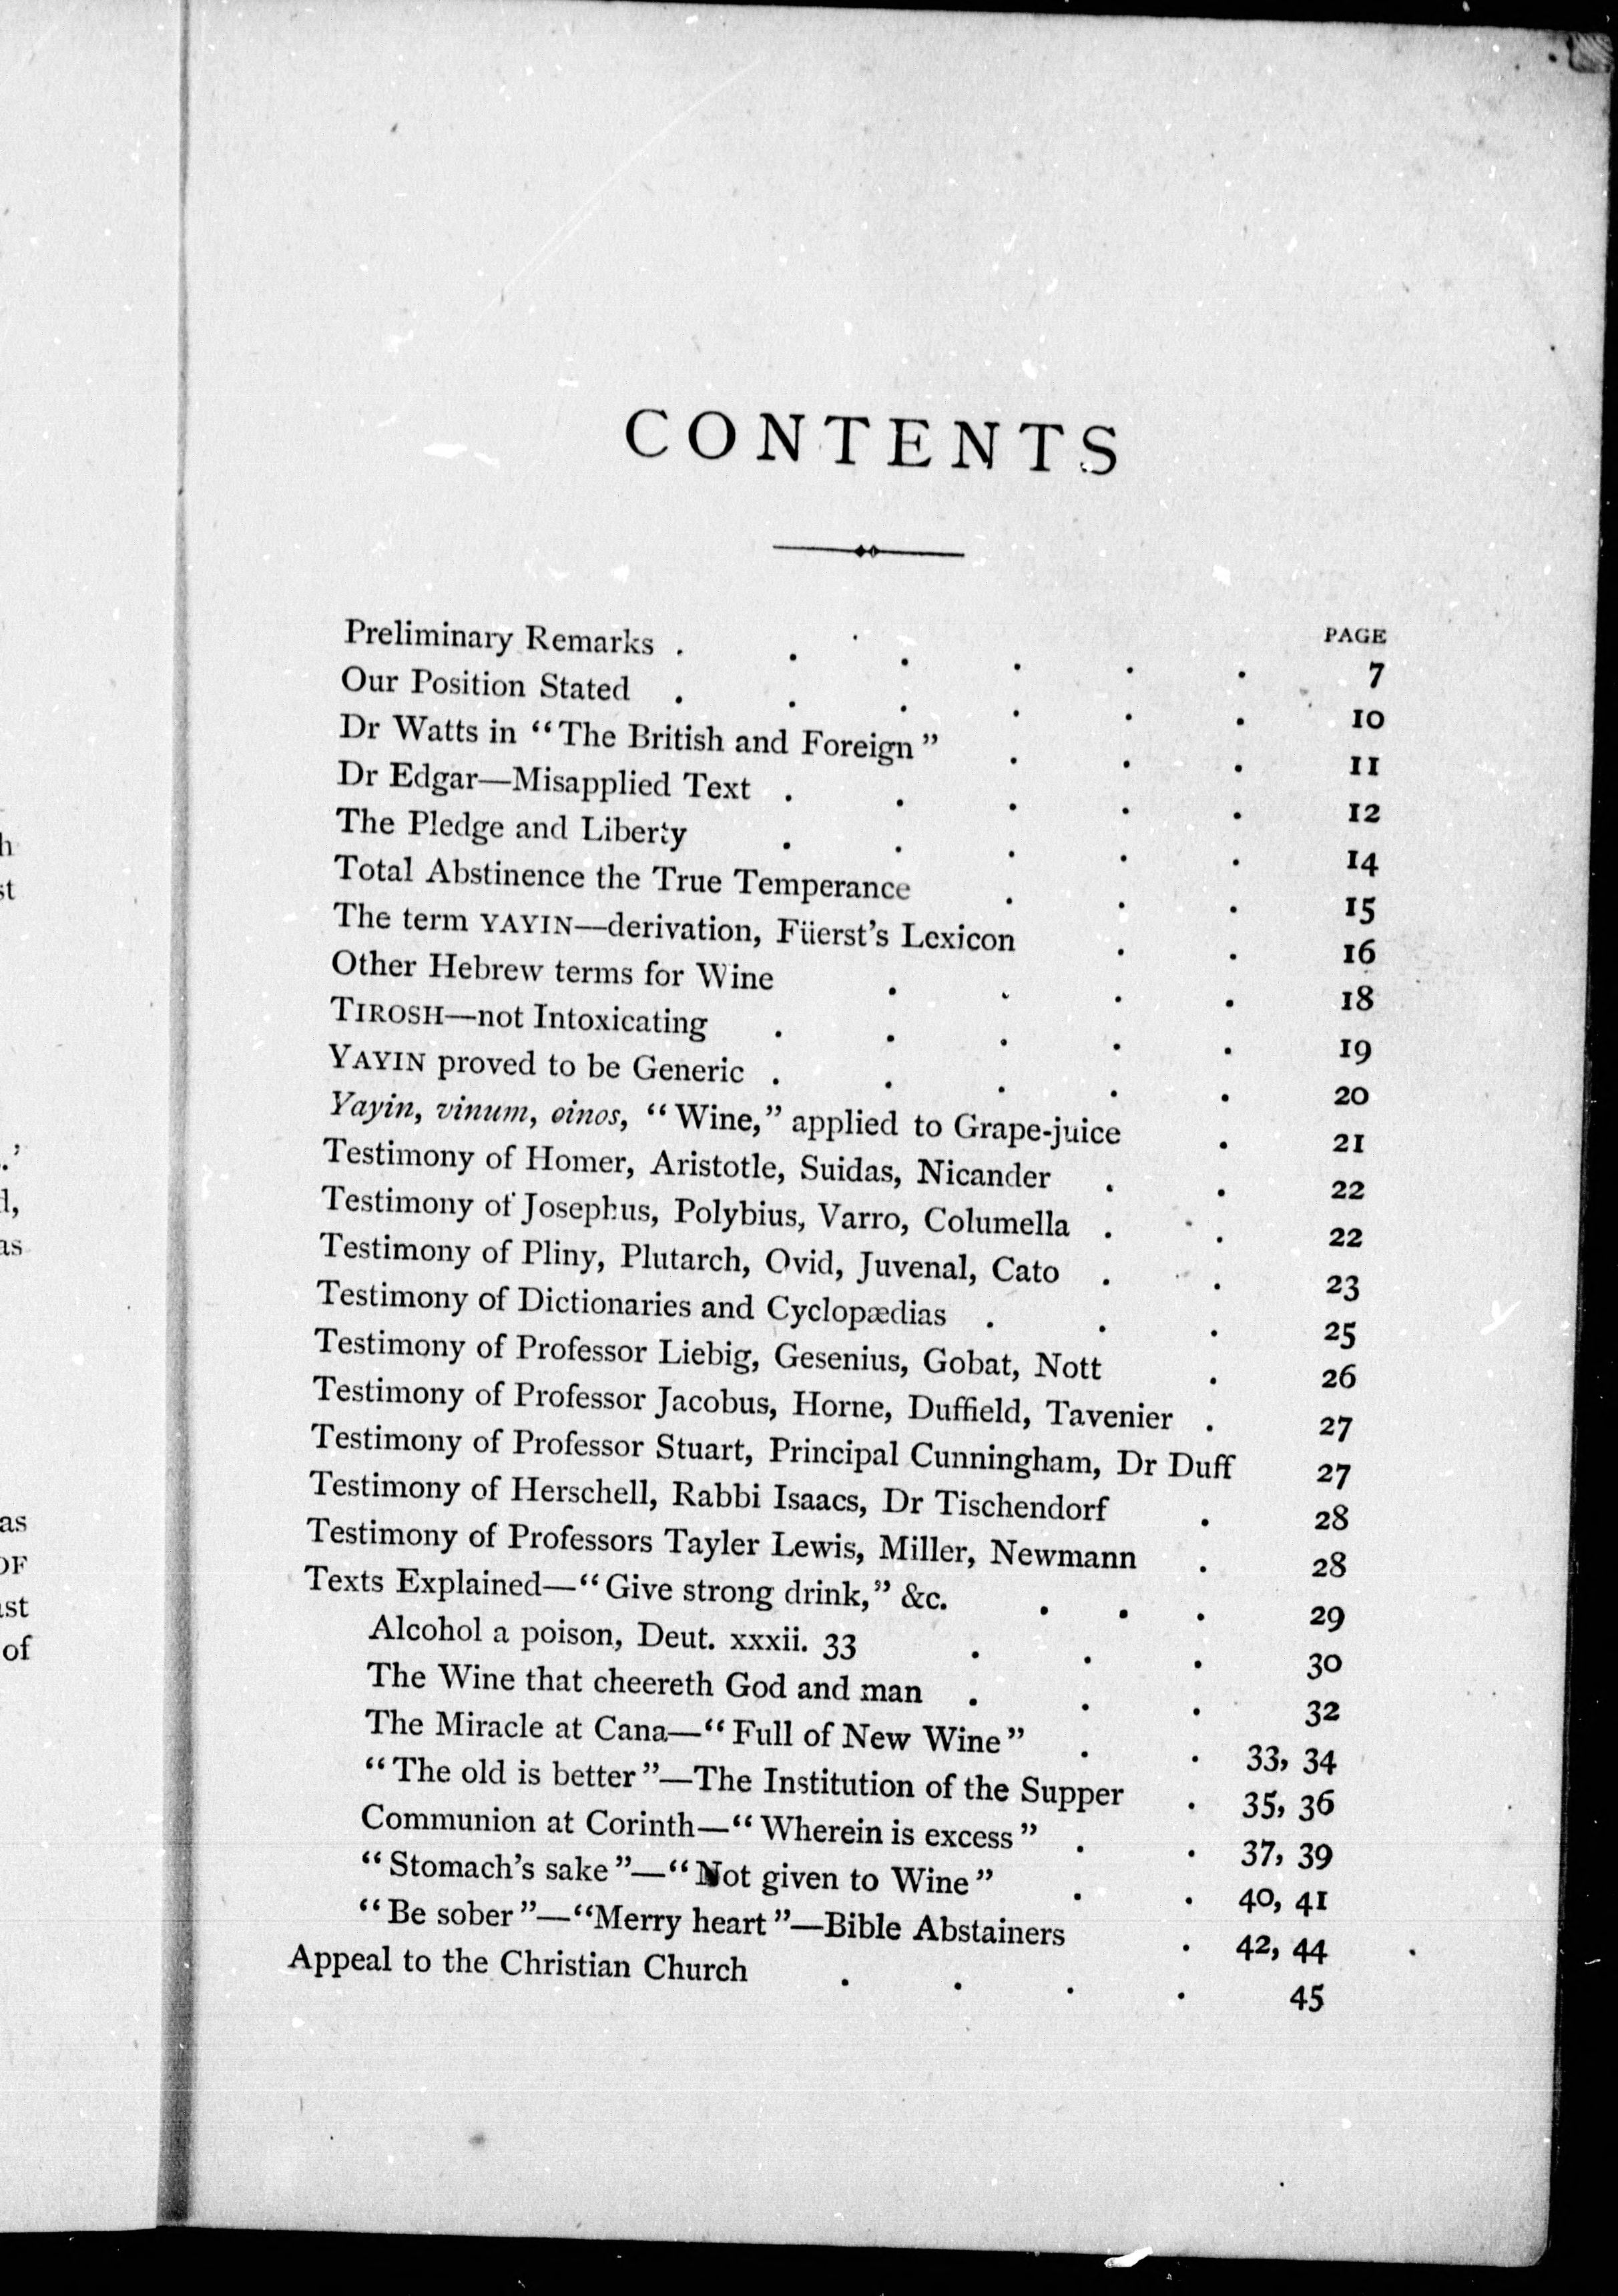 CONTENTS
PAGE
Preliminary Remarks . . . . . . 7
Our Position Stated . . . . . . 10
Dr Watts in “The British and Foreign” . . . 11
Dr Edgar—Misapplied Text . . . . . 12
The Pledge and Liberty . . . . . 14
Total Abstinence the True Temperance . . . 15
The term YAYIN—derivation, Füerst’s Lexicon . . 16
Other Hebrew terms for Wine . . . . 18
TIROSH—not Intoxicating . . . . . 19
YAYIN proved to be Generic . . . . . 20
Yayin, vinum, oinos, “Wine,” applied to Grape-juice . 21
Testimony of Homer, Aristotle, Suidas, Nicander . . 22
Testimony of Josephus, Polybius, Varro, Columella . . 22
Testimony of Pliny, Plutarch, Ovid, Juvenal, Cato . . 23
Testimony of Dictionaries and Cyclopædias . . . 25
Testimony of Professor Liebig, Gesenius, Gobat, Nott . 26
Testimony of Professor Jacobus, Horne, Duffield, Tavenier . 27
Testimony of Professor Stuart, Principal Cunningham, Dr Duff 27
Testimony of Herschell, Rabbi Isaacs, Dr Tischendorf . 28
Testimony of Professors Tayler Lewis, Miller, Newmann . 28
Texts Explained—“Give strong drink,” &c. . . . 29
Alcohol a poison, Deut. xxxii. 33 . . . 30
The Wine that cheereth God and man . . . 32
The Miracle at Cana—“Full of New Wine” . . 33, 34
“The old is better”—The Institution of the Supper . 35, 36
Communion at Corinth—“Wherein is excess” . . 37, 39
“Stomach’s sake”—“Not given to Wine” . . 40, 41
“Be sober”—“Merry heart”—Bible Abstainers . 42, 44
Appeal to the Christian Church . . . . 45